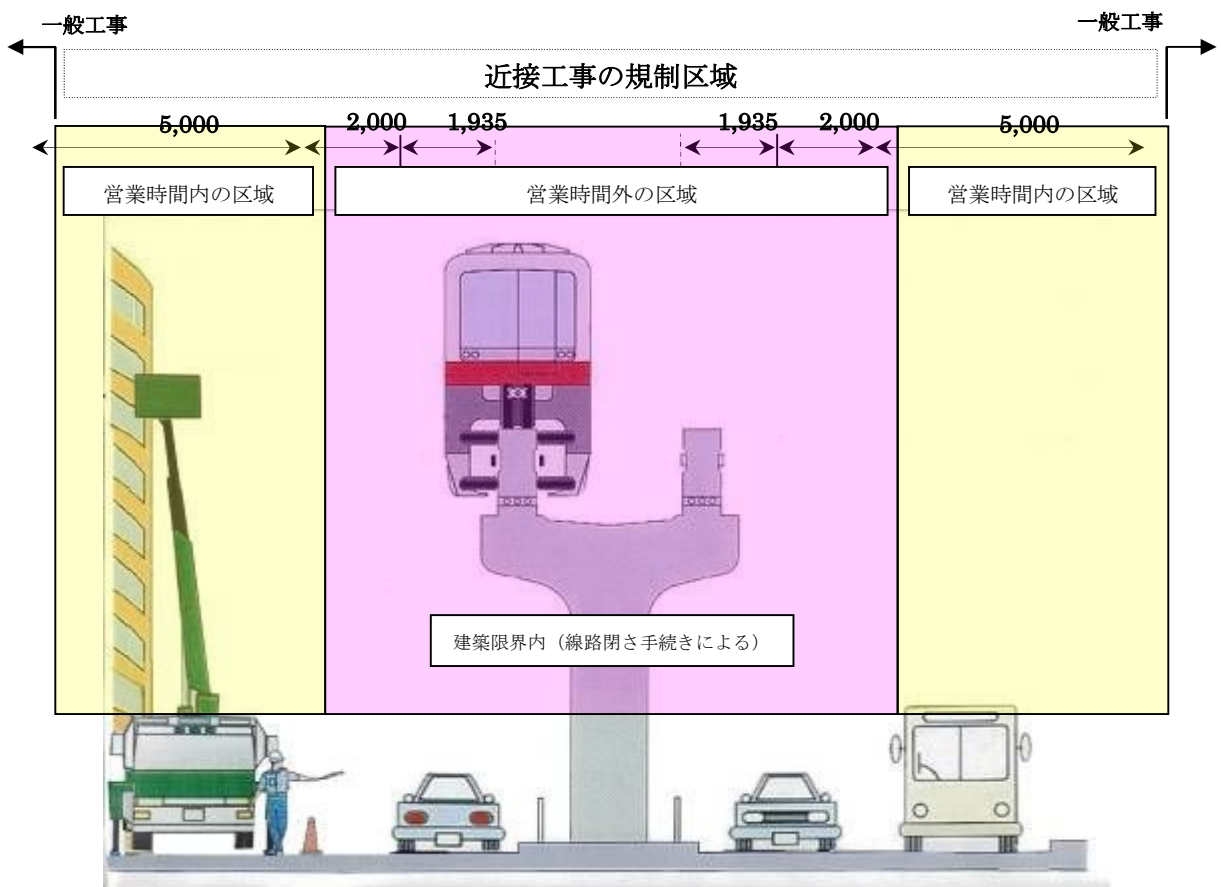 一般工事
一般工事
近接工事の規制区域
5,000
2,000
1,935
1,935
2,000
5,000
営業時間内の区域
営業時間外の区域
営業時間内の区域
建築限界内（線路閉さ手続きによる）